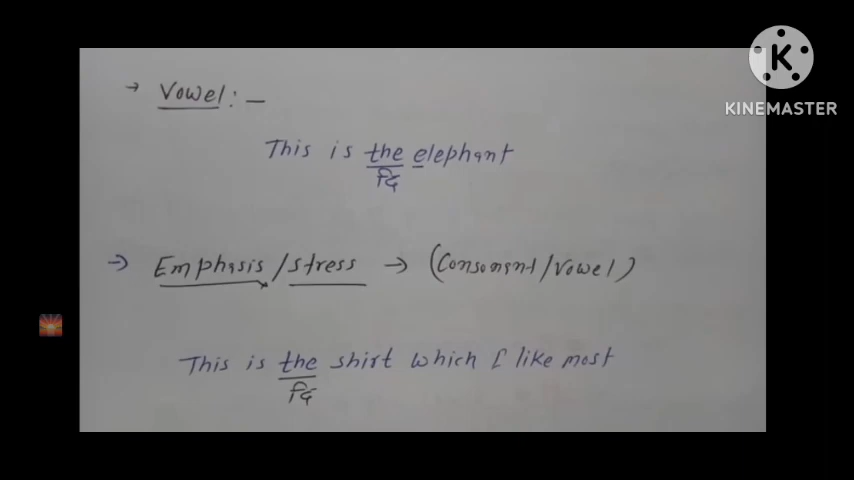 KINEMASTER
→ Vowel:—
This is the elephant
दि
→ Emphasis/stress → (Consonant/Vowel)
This is the shirt which I like most
दि